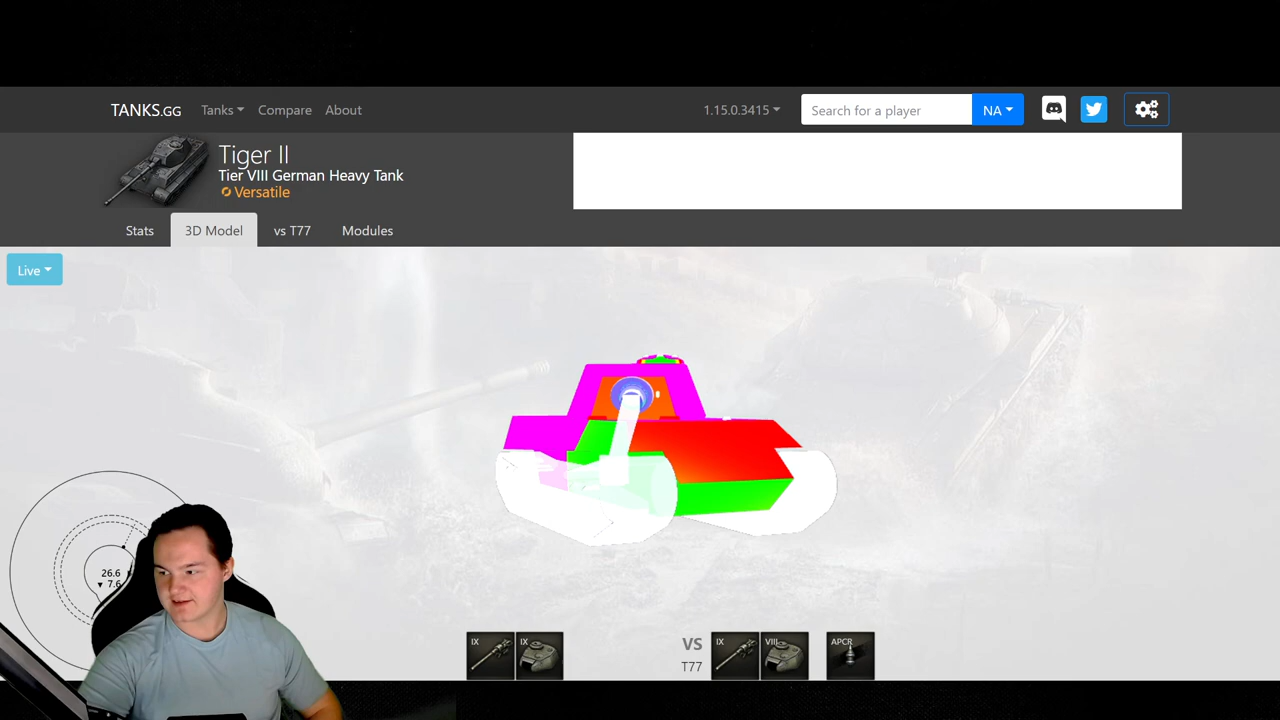 TANKS.GG
Tanks
Compare
About
1.15.0.3415
Search for a player
NA
Tiger II
Tier VIII German Heavy Tank
Versatile
Stats
3D Model
vs T77
Modules
Live
26.6
▼ 7.6
IX
IX
VS
T77
IX
VIII
APCR